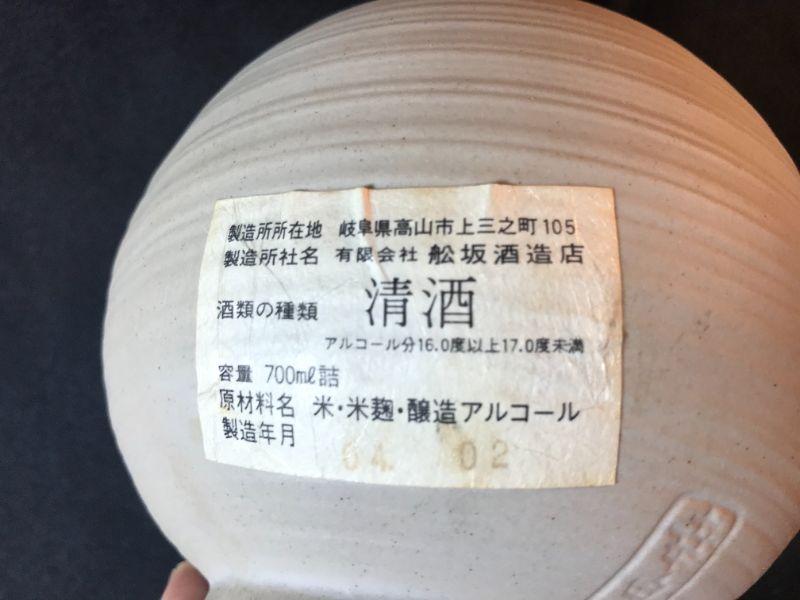 製造所所在地 岐阜県高山市上三之町105
製造所社名 有限会社 舩坂酒造店
酒類の種類 清酒
アルコール分16.0度以上17.0度未満
容量 700mℓ詰
原材料名 米・米麹・醸造アルコール
製造年月 04. 02